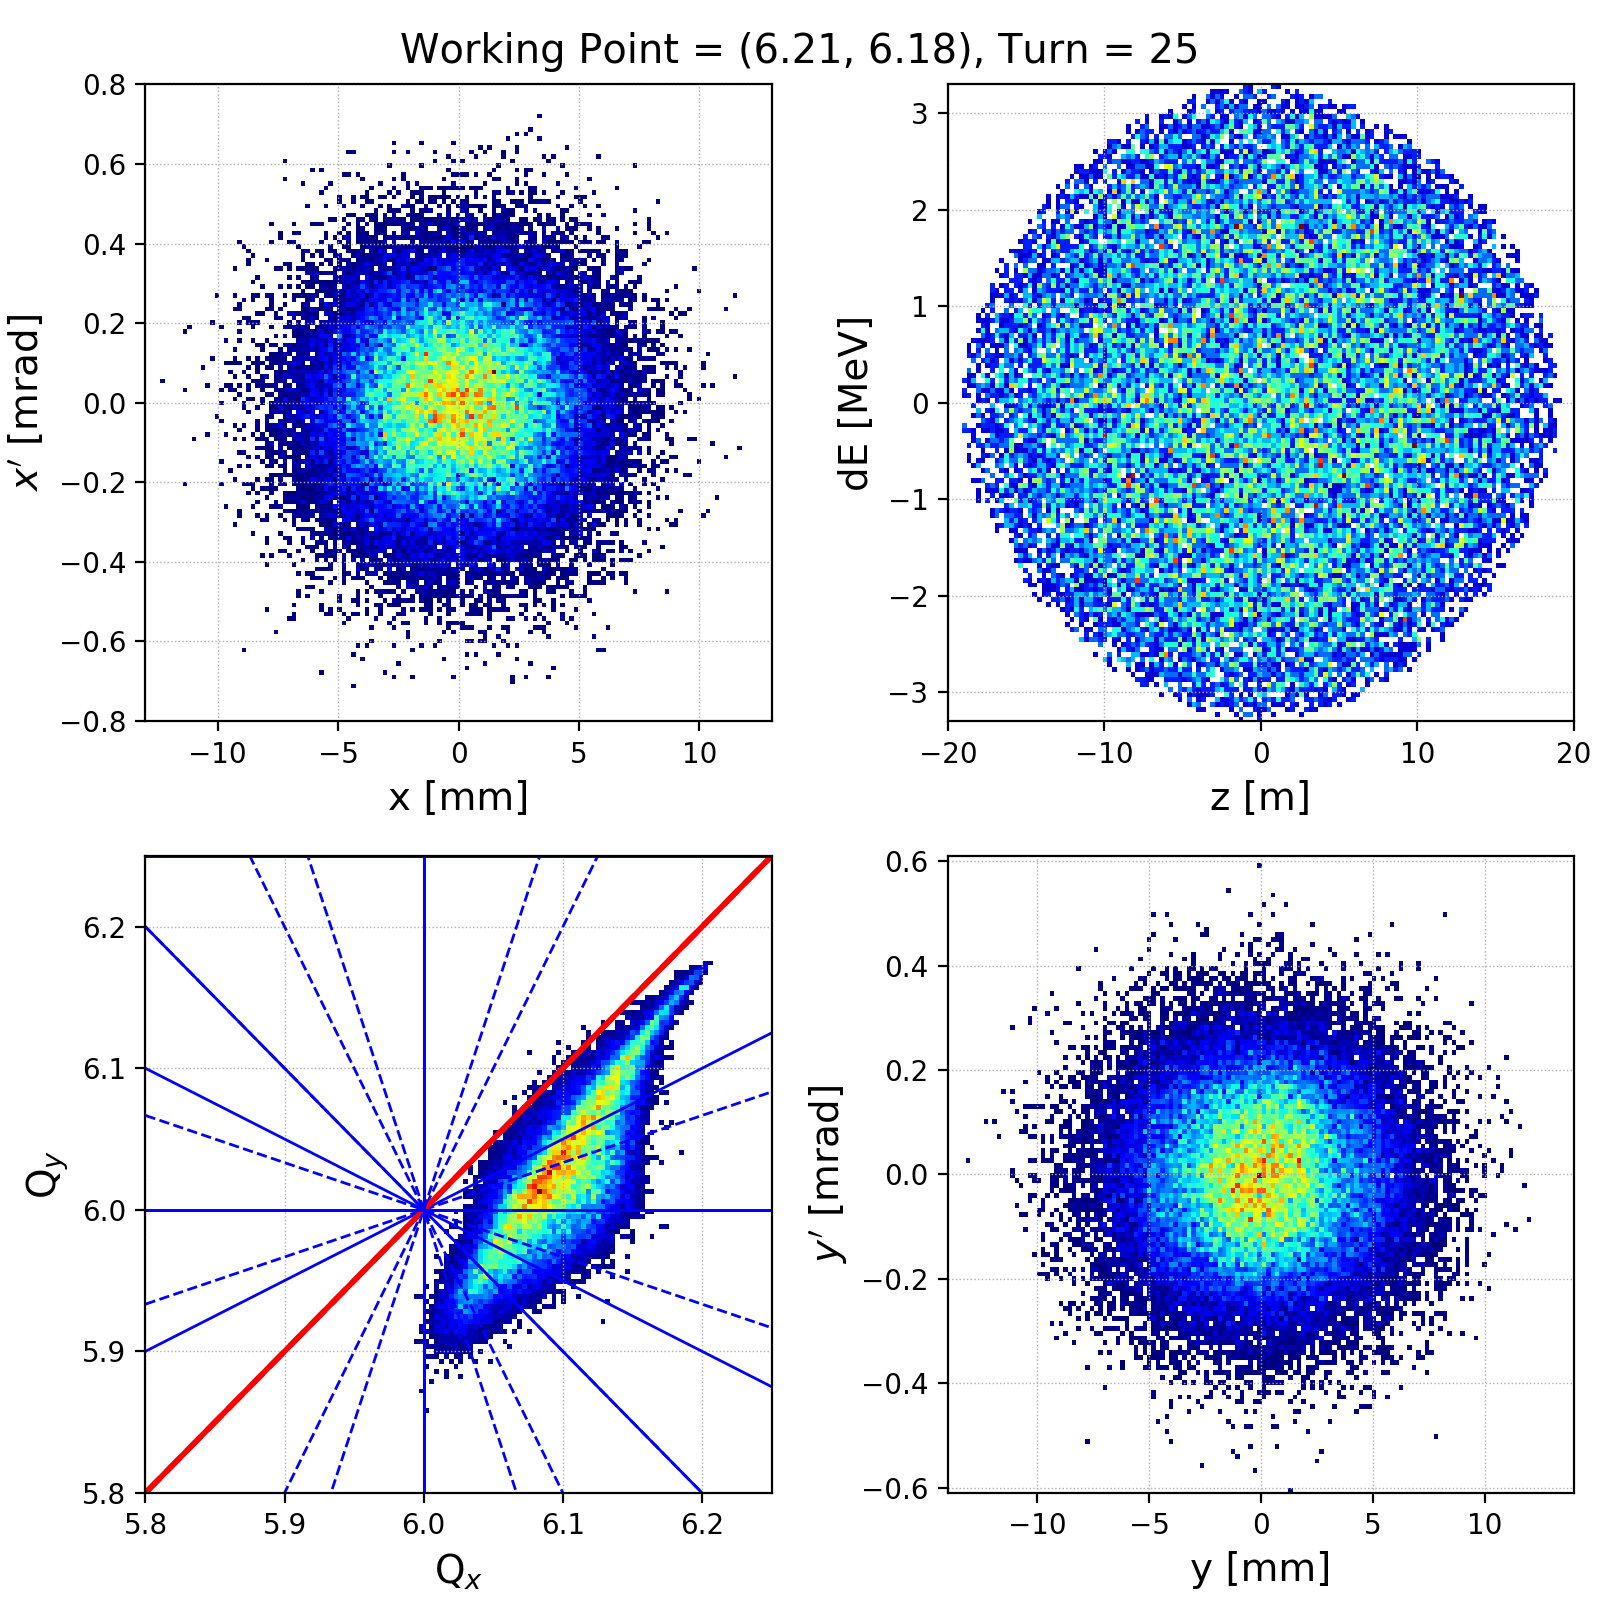 Working Point = (6.21, 6.18), Turn = 25
0.8
0.6
0.4
0.2
0.0
−0.2
−0.4
−0.6
−0.8
x′ [mrad]
−10 −5 0 5 10
x [mm]
3
2
1
0
−1
−2
−3
dE [MeV]
−20 −10 0 10 20
z [m]
6.2
6.1
6.0
5.9
5.8
Qy
5.8 5.9 6.0 6.1 6.2
Qx
0.6
0.4
0.2
0.0
−0.2
−0.4
−0.6
y′ [mrad]
−10 −5 0 5 10
y [mm]